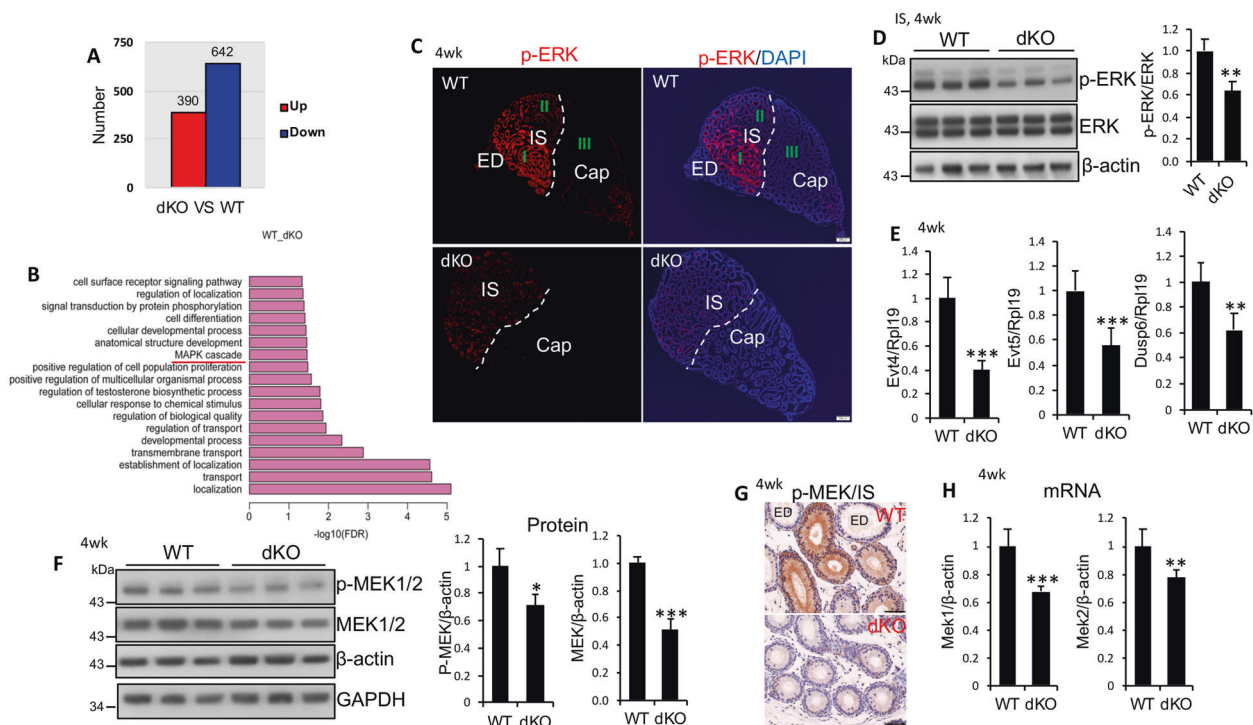 A
Number
750
500
250
0
390
642
Up
Down
dKO VS WT
WT_dKO
B
cell surface receptor signaling pathway
regulation of localization
signal transduction by protein phosphorylation
cell differentiation
cellular developmental process
anatomical structure development
MAPK cascade
positive regulation of cell population proliferation
positive regulation of multicellular organismal process
regulation of testosterone biosynthetic process
cellular response to chemical stimulus
regulation of biological quality
regulation of transport
developmental process
transmembrane transport
establishment of localization
transport
localization
0 1 2 3 4 5
-log10(FDR)
C
4wk
p-ERK
p-ERK/DAPI
WT
II
IS
III
I
ED
Cap
WT
II
IS
III
I
ED
Cap
dKO
IS
Cap
dKO
IS
Cap
D
IS, 4wk
WT dKO
kDa
43
p-ERK
ERK
43
β-actin
p-ERK/ERK
1.2
1
0.8
0.6
0.4
0.2
0
**
WT
dKO
E
4wk
Evt4/Rpl19
1.4
1.2
1
0.8
0.6
0.4
0.2
0
***
WT dKO
Evt5/Rpl19
1.4
1.2
1.0
0.8
0.6
0.4
0.2
0.0
***
WT dKO
Dusp6/Rpl19
1.4
1.2
1
0.8
0.6
0.4
0.2
0
**
WT dKO
F
4wk
WT dKO
kDa
43
p-MEK1/2
43
MEK1/2
43
β-actin
34
GAPDH
Protein
P-MEK/β-actin
1.2
1.0
0.8
0.6
0.4
0.2
0.0
*
WT dKO
MEK/β-actin
1.2
1.0
0.8
0.6
0.4
0.2
0.0
***
WT dKO
G
4wk
p-MEK/IS
ED
ED
WT
dKO
H
4wk
mRNA
Mek1/β-actin
1.2
1
0.8
0.6
0.4
0.2
0
***
WT dKO
Mek2/β-actin
1.2
1
0.8
0.6
0.4
0.2
0
**
WT dKO